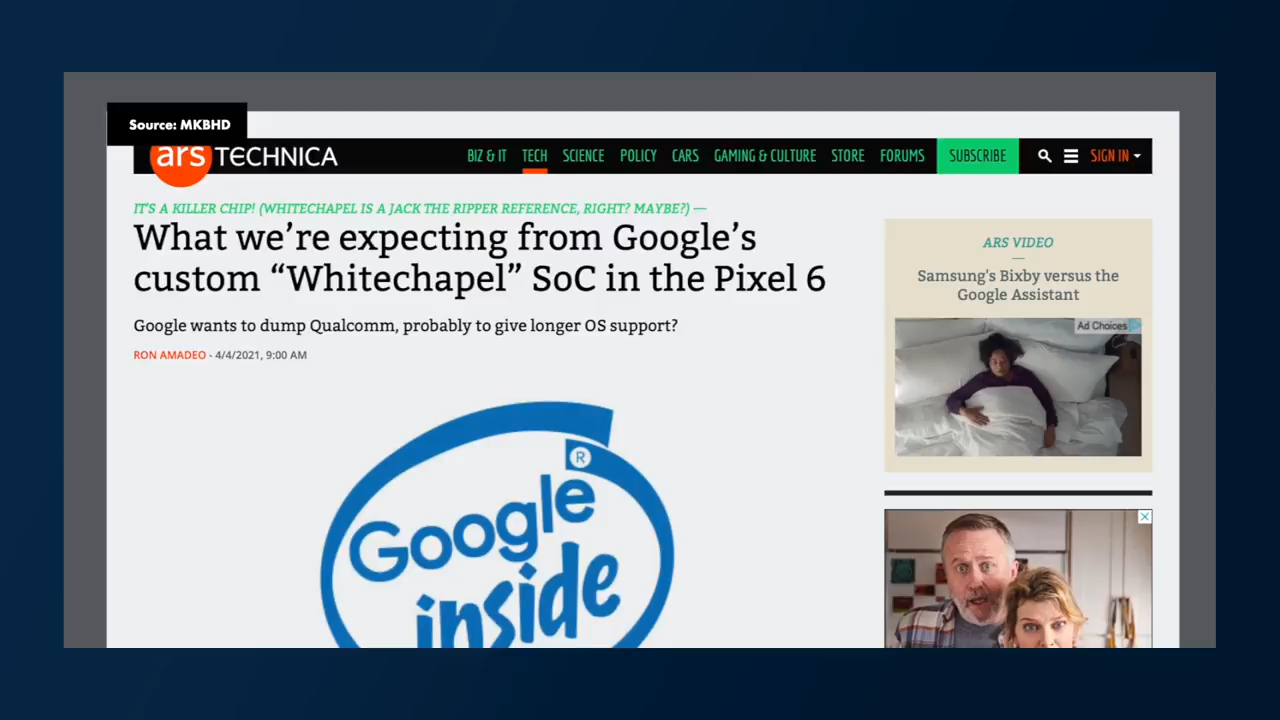 Source: MKBHD
ars TECHNICA
BIZ & IT TECH SCIENCE POLICY CARS GAMING & CULTURE STORE FORUMS SUBSCRIBE SIGN IN
IT'S A KILLER CHIP! (WHITECHAPEL IS A JACK THE RIPPER REFERENCE, RIGHT? MAYBE?) —
What we're expecting from Google's
custom “Whitechapel” SoC in the Pixel 6
Google wants to dump Qualcomm, probably to give longer OS support?
RON AMADEO - 4/4/2021, 9:00 AM
Google ®
inside
ARS VIDEO
Samsung's Bixby versus the
Google Assistant
Ad Choices